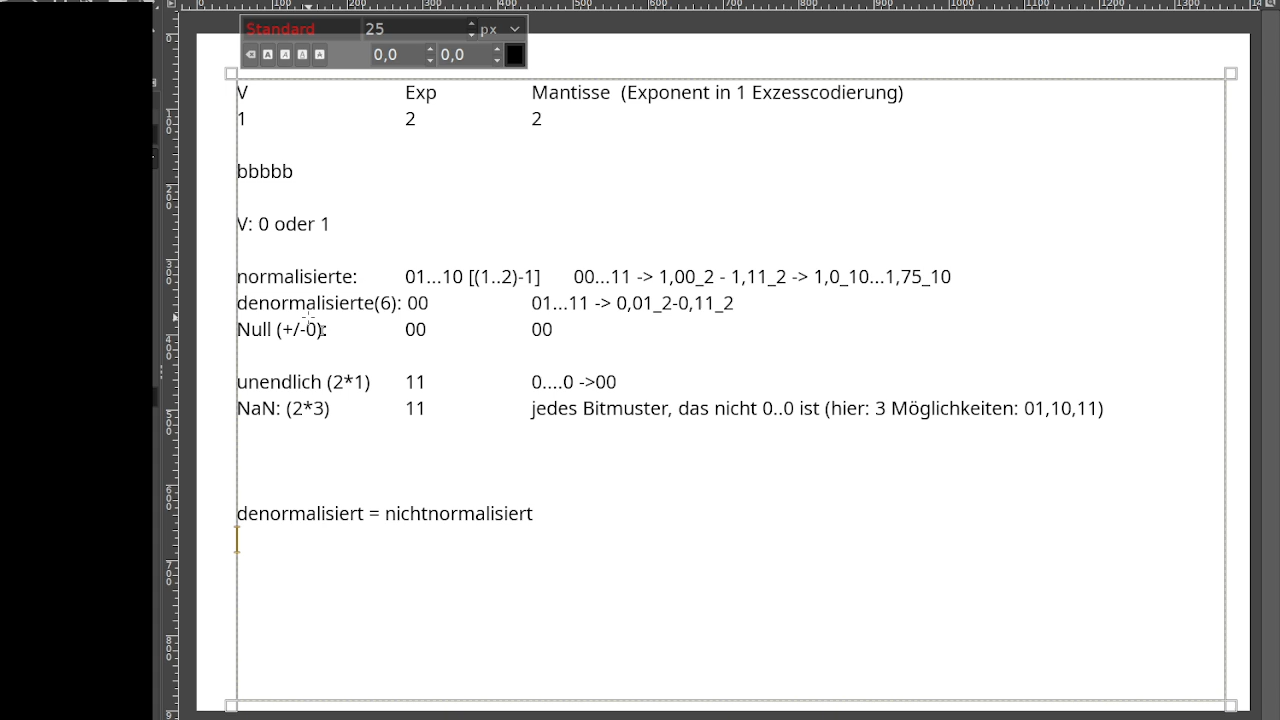 Standard 25 px
0,0 0,0
V Exp Mantisse (Exponent in 1 Exzesscodierung)
1 2 2
bbbbb
V: 0 oder 1
normalisierte: 01...10 [(1..2)-1] 00...11 -> 1,00_2 - 1,11_2 -> 1,0_10...1,75_10
denormalisierte(6): 00 01...11 -> 0,01_2-0,11_2
Null (+/-0): 00 00
unendlich (2*1) 11 0....0 ->00
NaN: (2*3) 11 jedes Bitmuster, das nicht 0..0 ist (hier: 3 Möglichkeiten: 01,10,11)
denormalisiert = nichtnormalisiert